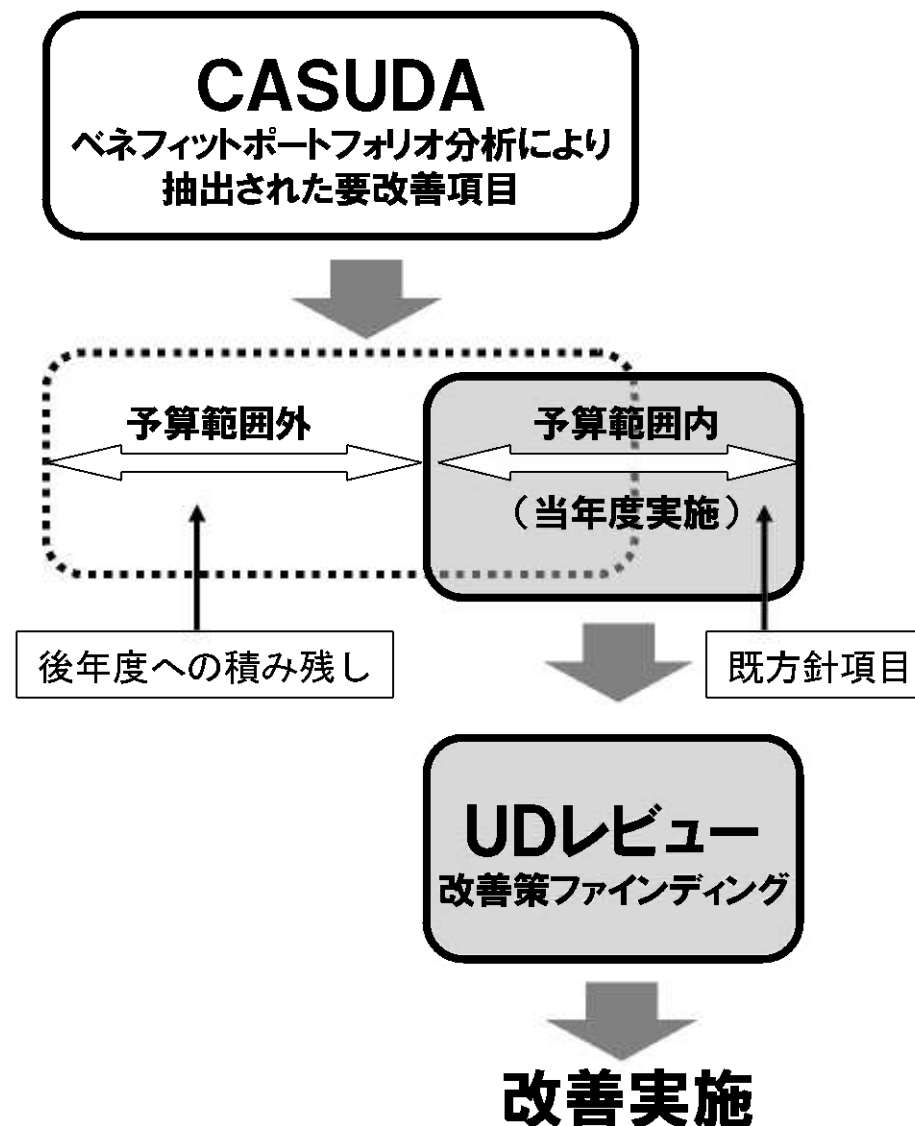 CASUDA
ベネフィットポートフォリオ分析により
抽出された要改善項目
予算範囲外
予算範囲内
（当年度実施）
後年度への積み残し
既方針項目
UDレビュー
改善策ファインディング
改善実施